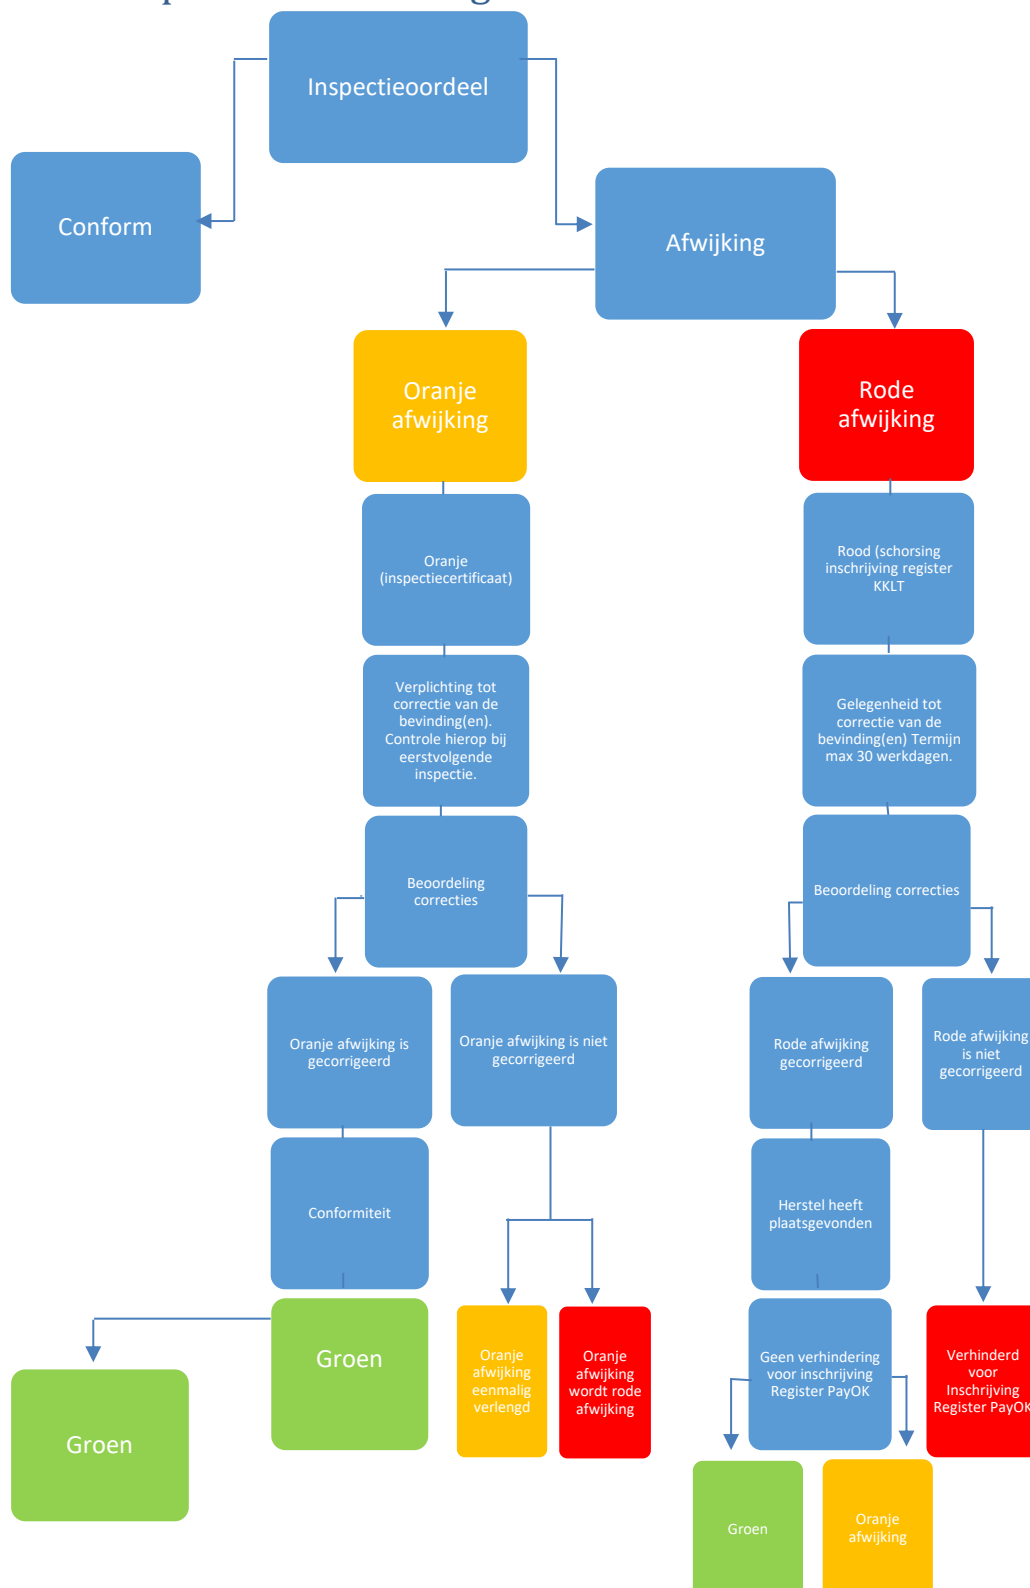 Inspectieoordeel
Conform
Afwijking
Oranje
afwijking
Rode
afwijking
Oranje
(inspectiecertificaat)
Rood (schorsing
inschrijving register
KKLT
Verplichting tot
correctie van de
bevinding(en).
Controle hierop bij
eerstvolgende
inspectie.
Gelegenheid tot
correctie van de
bevinding(en) Termijn
max 30 werkdagen.
Beoordeling
correcties
Beoordeling correcties
Oranje afwijking is
gecorrigeerd
Oranje afwijking is niet
gecorrigeerd
Rode afwijking
gecorrigeerd
Rode afwijking
is niet
gecorrigeerd
Conformiteit
Herstel heeft
plaatsgevonden
Groen
Groen
Oranje
afwijking
eenmalig
verlengd
Oranje
afwijking
wordt rode
afwijking
Geen verhindering
voor inschrijving
Register PayOK
Verhinderd
voor
Inschrijving
Register PayOK
Groen
Oranje
afwijking